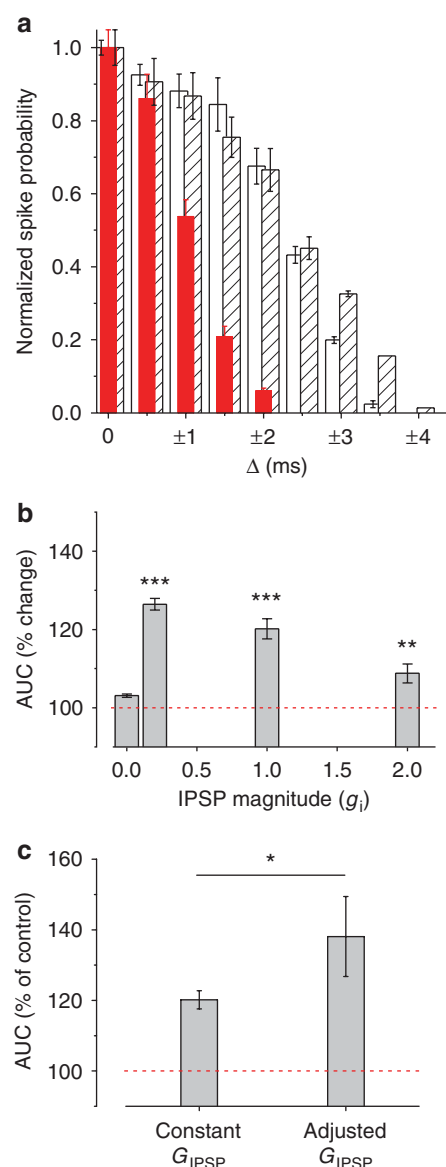 a
1.0
0.8
0.6
0.4
0.2
0.0
Normalized spike probability
0 ±1 ±2 ±3 ±4
Δ (ms)
b
140
120
100
AUC (% change)
*** *** **
0.0 0.5 1.0 1.5 2.0
IPSP magnitude (gi)
c
160
140
120
100
AUC (% of control)
*
Constant Adjusted
GIPSP GIPSP